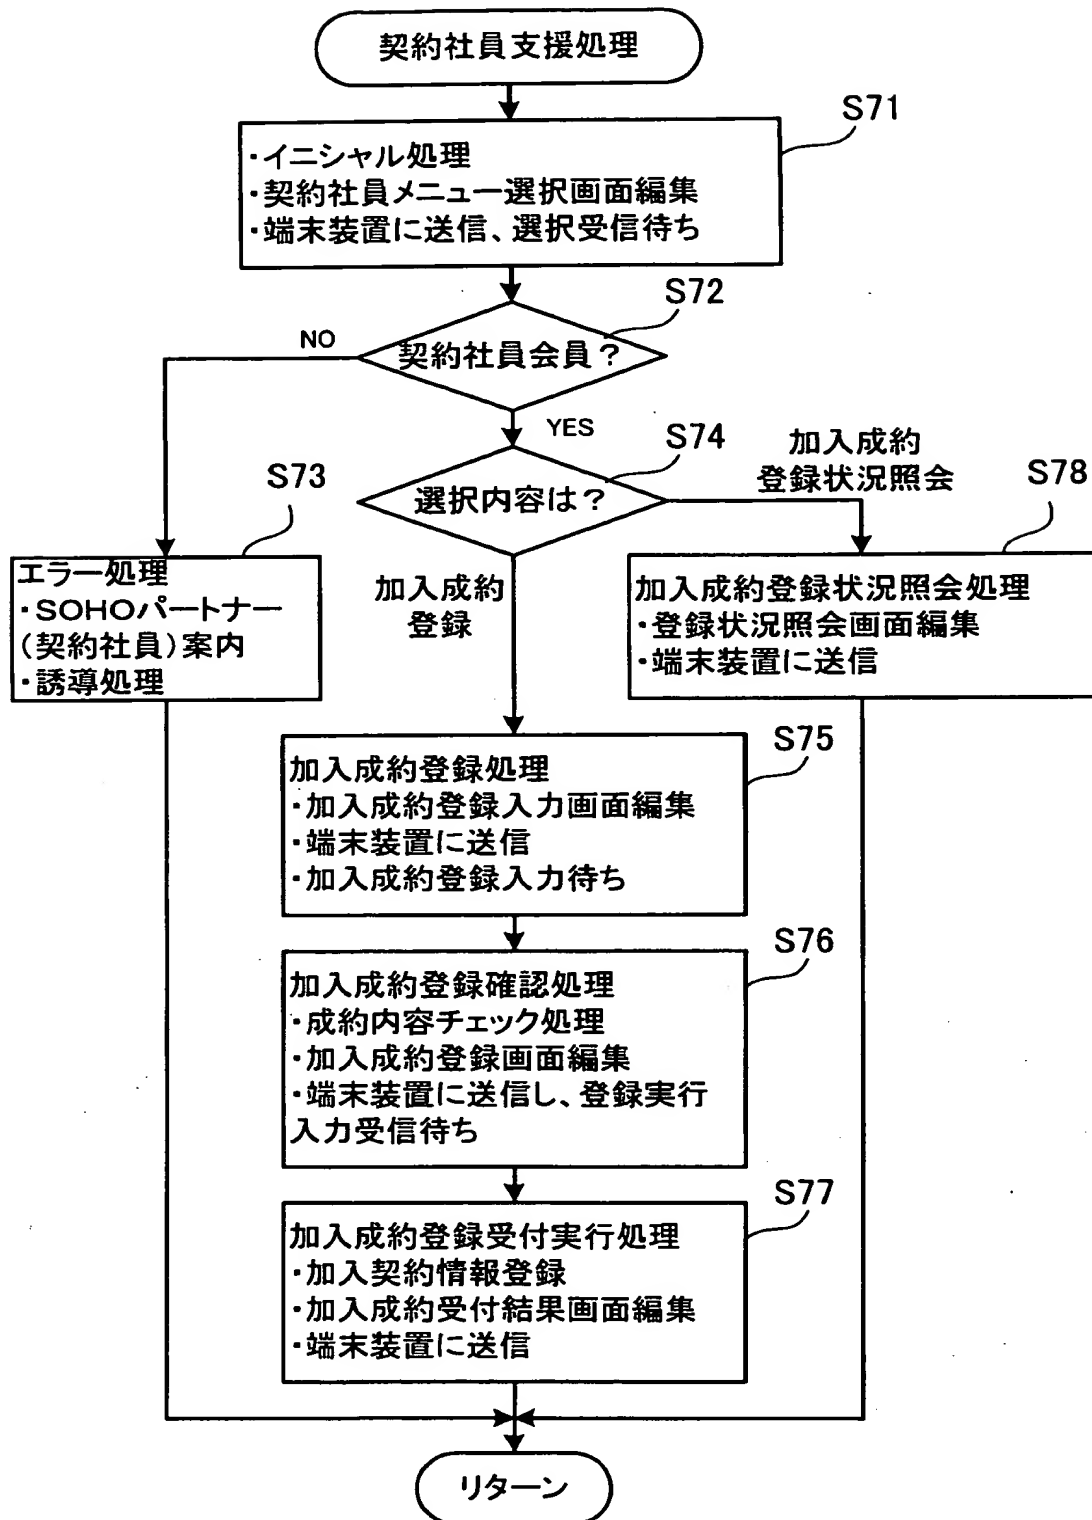 契約社員支援処理
S71
・イニシャル処理
・契約社員メニュー選択画面編集
・端末装置に送信、選択受信待ち
S72
契約社員会員？
NO
YES
S73
エラー処理
・SOHOパートナー
(契約社員)案内
・誘導処理
S74
選択内容は？
加入成約
登録状況照会
S78
加入成約登録状況照会処理
・登録状況照会画面編集
・端末装置に送信
加入成約
登録
S75
加入成約登録処理
・加入成約登録入力画面編集
・端末装置に送信
・加入成約登録入力待ち
S76
加入成約登録確認処理
・成約内容チェック処理
・加入成約登録画面編集
・端末装置に送信し、登録実行
入力受信待ち
S77
加入成約登録受付実行処理
・加入契約情報登録
・加入成約受付結果画面編集
・端末装置に送信
リターン